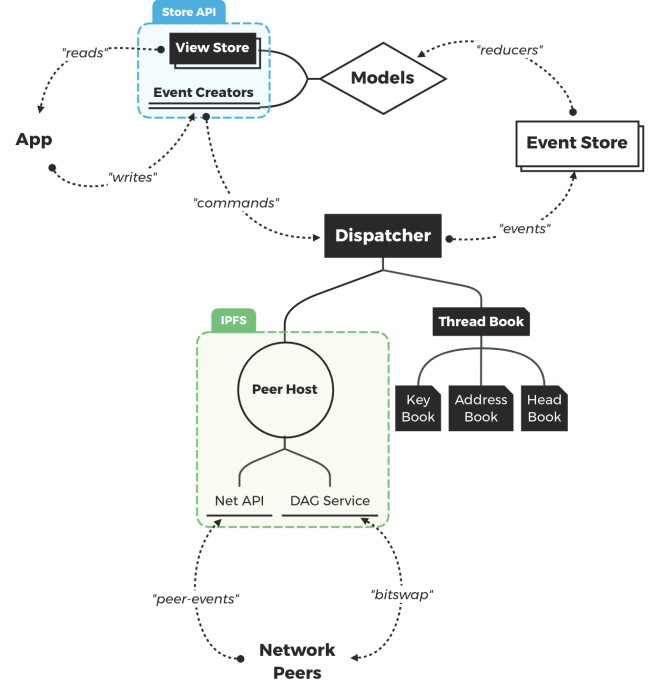 Store API
"reads"
View Store
"reducers"
Models
Event Creators
App
Event Store
"writes"
"commands"
Dispatcher
"events"
IPFS
Thread Book
Peer Host
Key
Book
Address
Book
Head
Book
Net API
DAG Service
"peer-events"
"bitswap"
Network
Peers